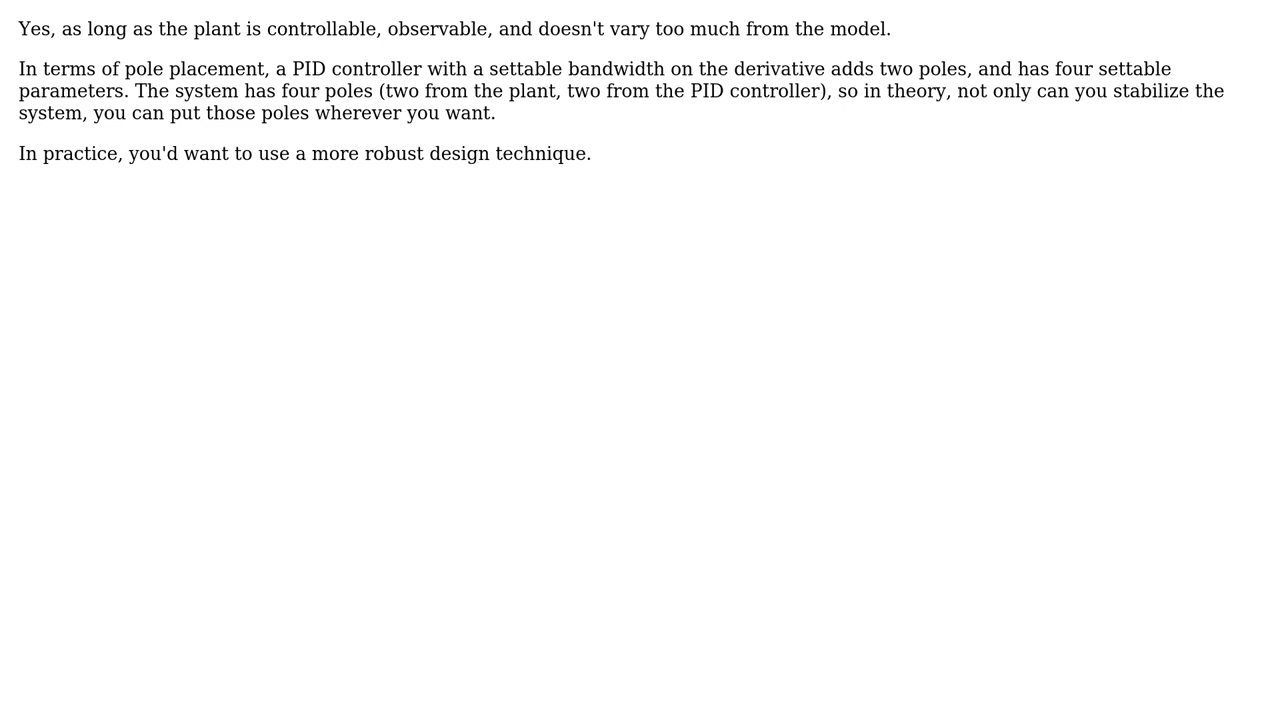 Yes, as long as the plant is controllable, observable, and doesn't vary too much from the model.
In terms of pole placement, a PID controller with a settable bandwidth on the derivative adds two poles, and has four settable
parameters. The system has four poles (two from the plant, two from the PID controller), so in theory, not only can you stabilize the
system, you can put those poles wherever you want.
In practice, you'd want to use a more robust design technique.